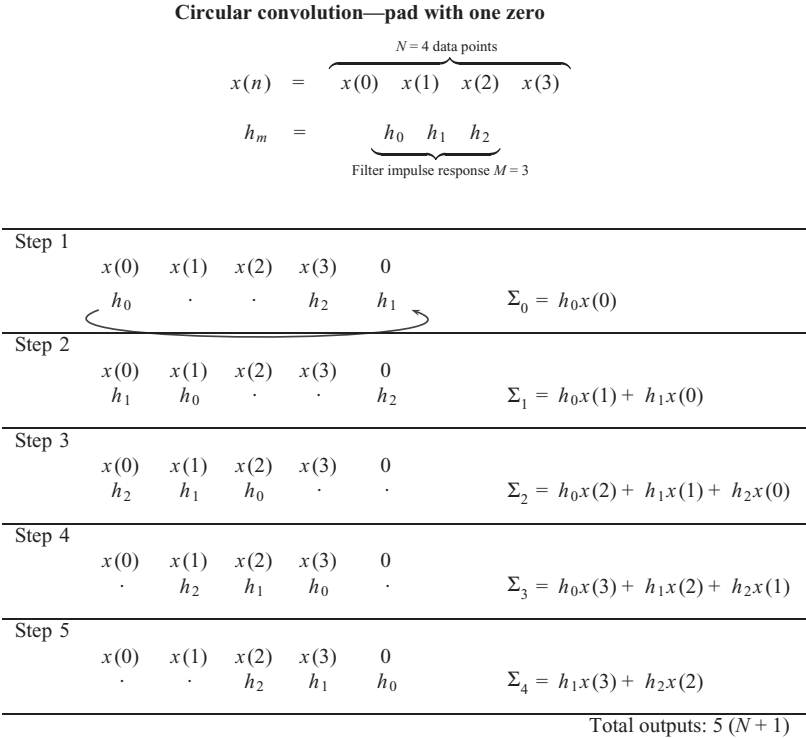 Circular convolution—pad with one zero
N = 4 data points
x(n) = x(0) x(1) x(2) x(3)
h_m = h_0 h_1 h_2
Filter impulse response M = 3
Step 1
x(0) x(1) x(2) x(3) 0
h_0 · · h_2 h_1 Σ_0 = h_0x(0)
Step 2
x(0) x(1) x(2) x(3) 0
h_1 h_0 · · h_2 Σ_1 = h_0x(1) + h_1x(0)
Step 3
x(0) x(1) x(2) x(3) 0
h_2 h_1 h_0 · · Σ_2 = h_0x(2) + h_1x(1) + h_2x(0)
Step 4
x(0) x(1) x(2) x(3) 0
· h_2 h_1 h_0 · Σ_3 = h_0x(3) + h_1x(2) + h_2x(1)
Step 5
x(0) x(1) x(2) x(3) 0
· · h_2 h_1 h_0 Σ_4 = h_1x(3) + h_2x(2)
Total outputs: 5 (N + 1)